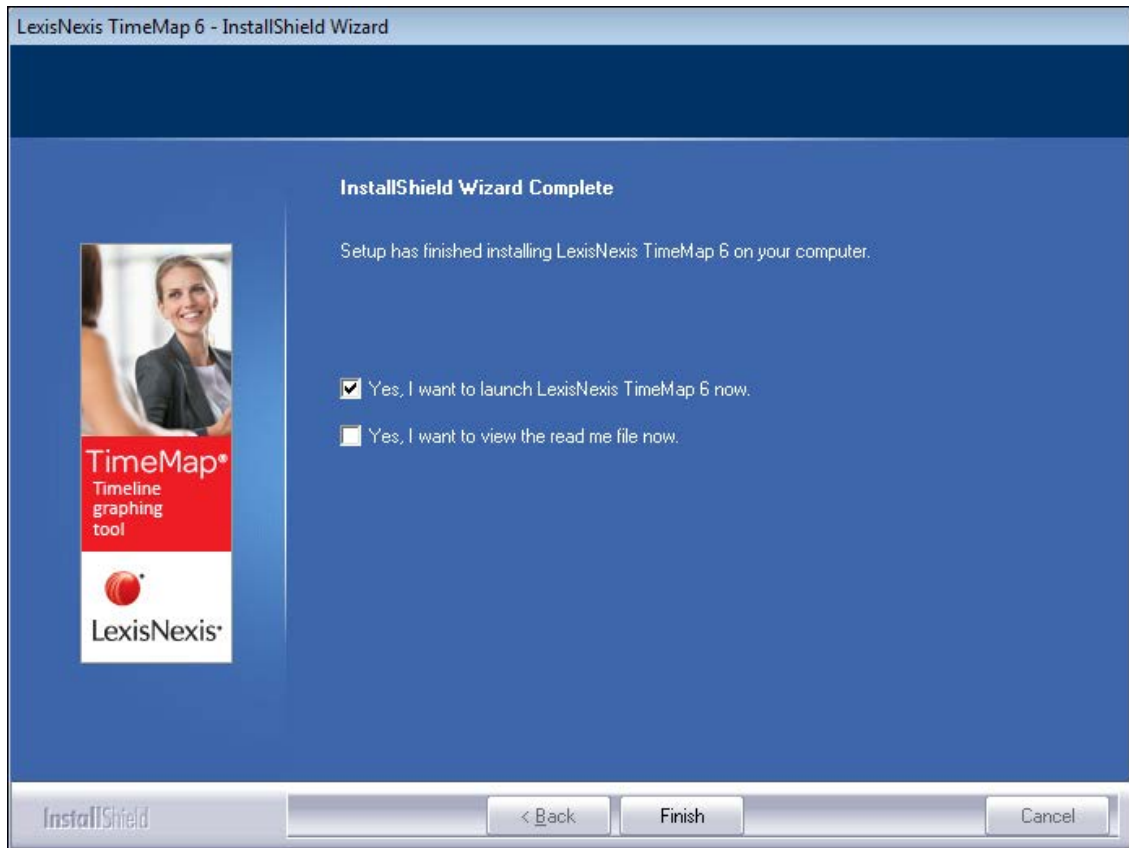 LexisNexis TimeMap 6 - InstallShield Wizard
InstallShield Wizard Complete
Setup has finished installing LexisNexis TimeMap 6 on your computer.
Yes, I want to launch LexisNexis TimeMap 6 now.
Yes, I want to view the read me file now.
TimeMap®
Timeline
graphing
tool
LexisNexis®
InstallShield
< Back
Finish
Cancel